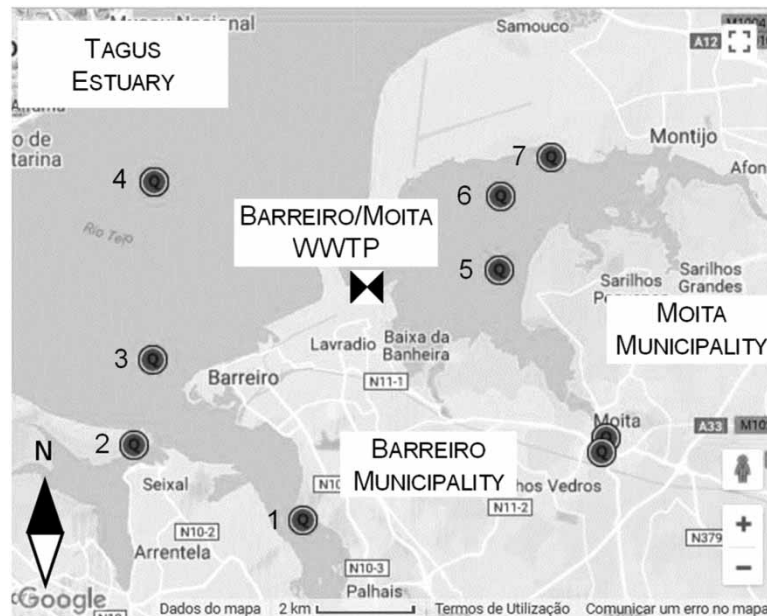 Museu Nacional
TAGUS
ESTUARY
Samouco
M1004
A12
Montijo
7
4
6
Rio Tejo
BARREIRO/MOITA
WWTP
5
Sarilhos
Sarilhos
Grandes
MOITA
MUNICIPALITY
3
Lavradio
Baixa da
Banheira
Barreiro
N11-1
2
Moita
A33
N
BARREIRO
MUNICIPALITY
Seixal
hos Vedros
1
N11-2
N10-2
Arrentela
N379
N10-3
Google
Palhais
Dados do mapa 2 km Termos de Utilização Comunicar um erro no mapa